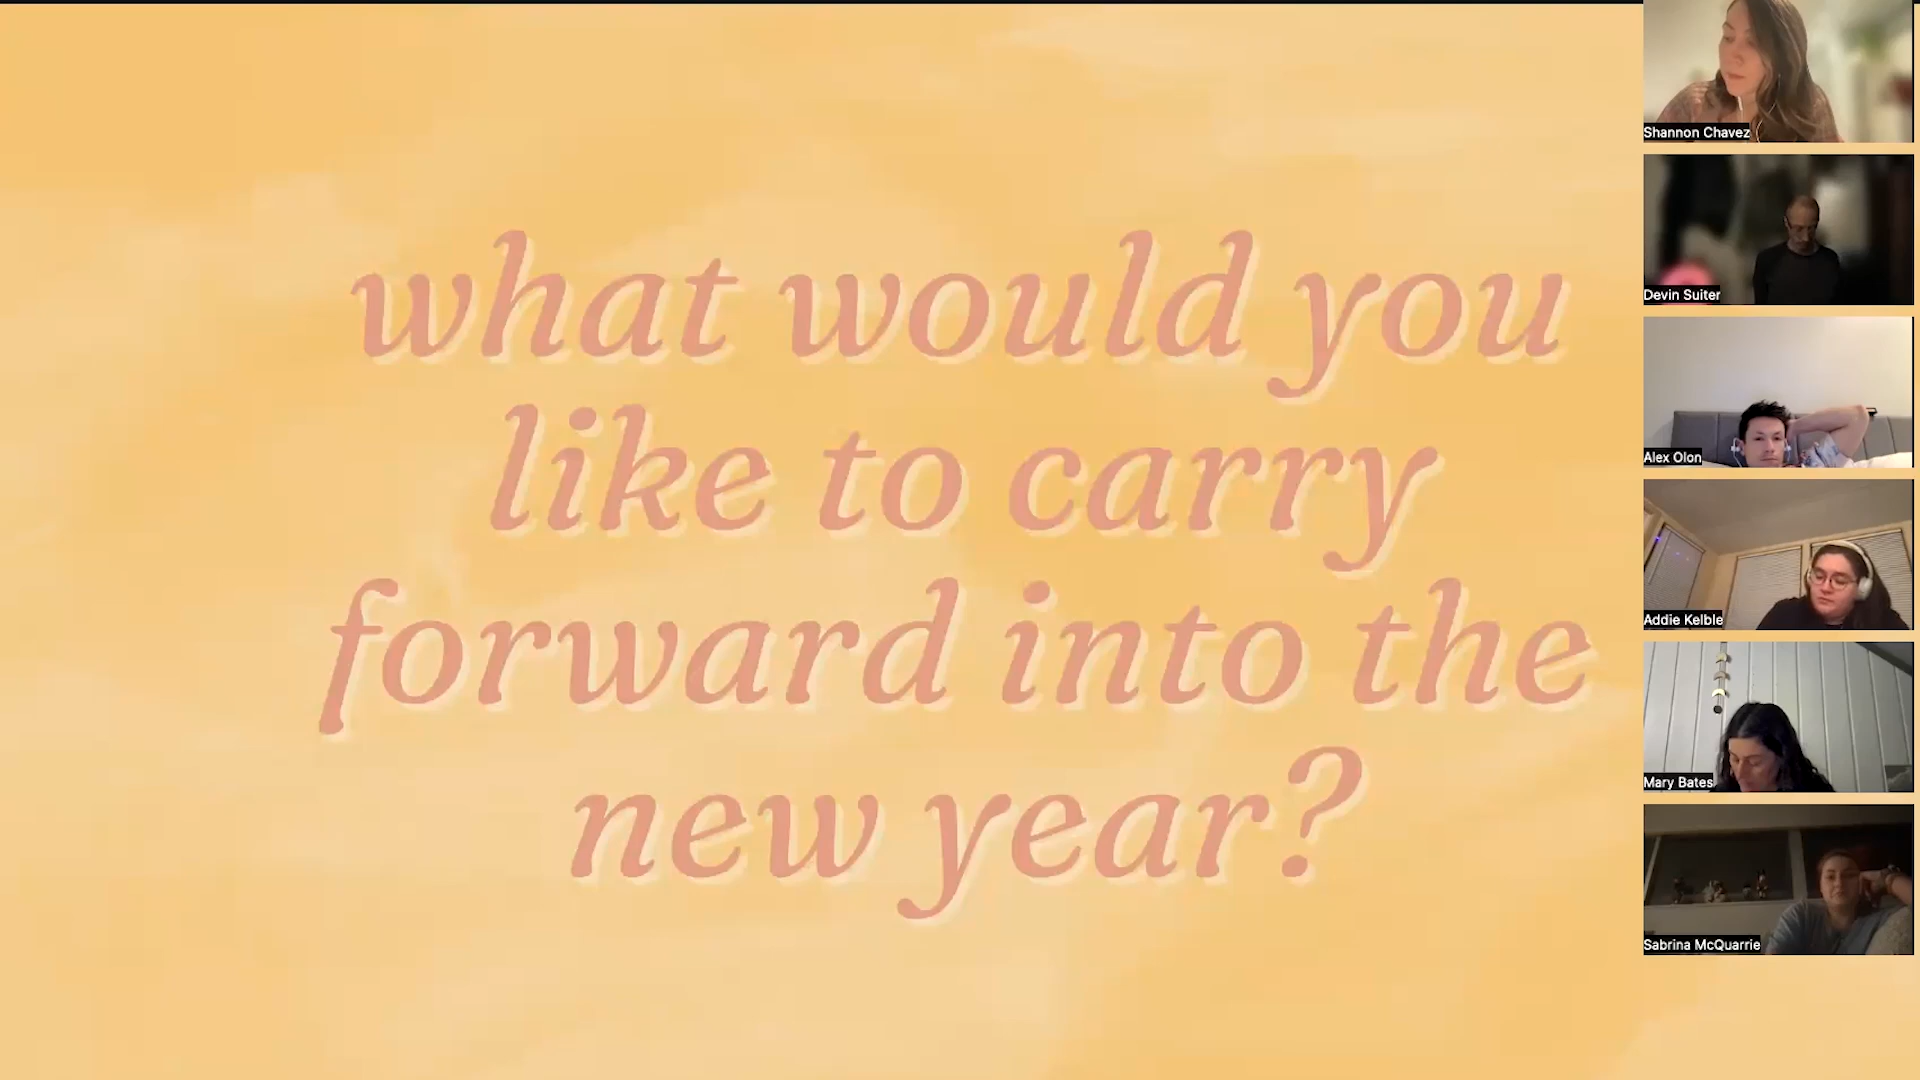 what would you
like to carry
forward into the
new year?
Shannon Chavez
Devin Suiter
Alex Olon
Addie Kelble
Mary Bates
Sabrina McQuarrie